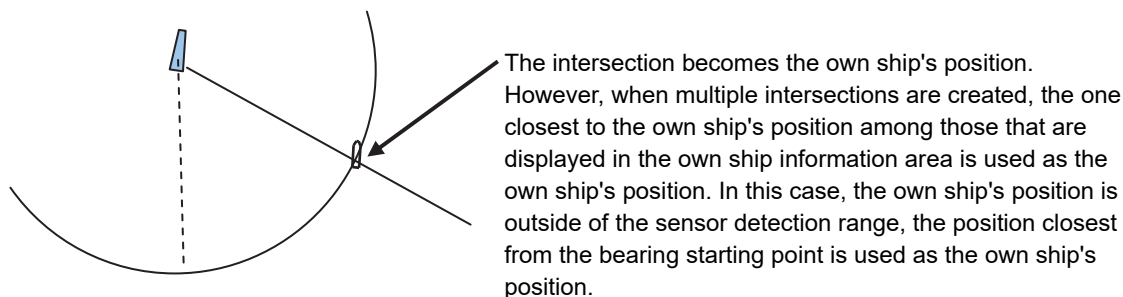 The intersection becomes the own ship's position.
However, when multiple intersections are created, the one
closest to the own ship's position among those that are
displayed in the own ship information area is used as the
own ship's position. In this case, the own ship's position is
outside of the sensor detection range, the position closest
from the bearing starting point is used as the own ship's
position.